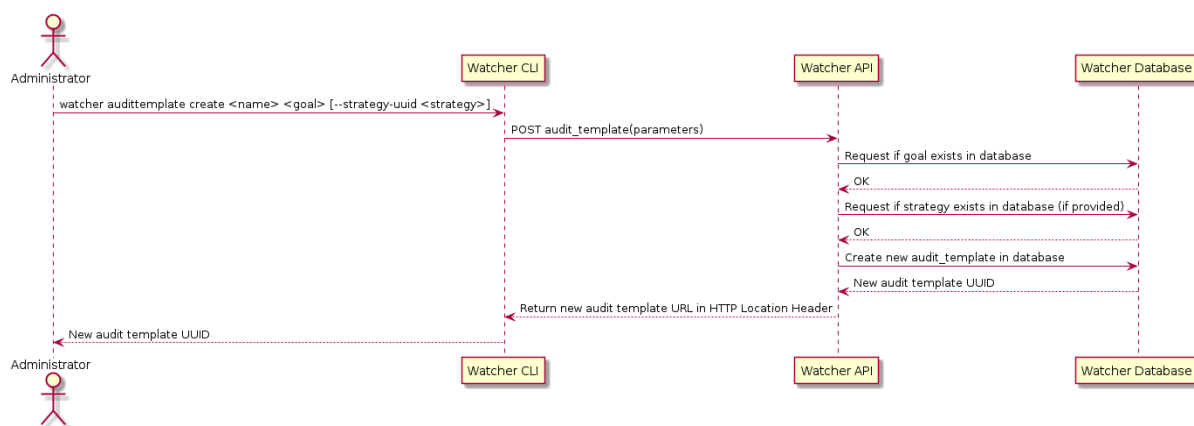 Administrator
Watcher CLI
Watcher API
Watcher Database
watcher audittemplate create <name> <goal> [--strategy-uuid <strategy>]
POST audit_template(parameters)
Request if goal exists in database
OK
Request if strategy exists in database (if provided)
OK
Create new audit_template in database
New audit template UUID
Return new audit template URL in HTTP Location Header
New audit template UUID
Administrator
Watcher CLI
Watcher API
Watcher Database